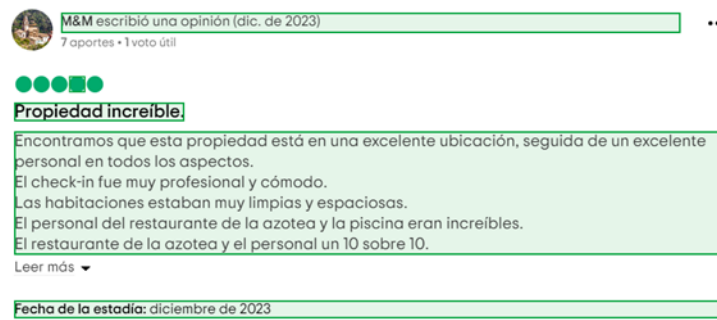 M&M escribió una opinión (dic. de 2023)
7 aportes • 1 voto útil
Propiedad increíble.
Encontramos que esta propiedad está en una excelente ubicación, seguida de un excelente
personal en todos los aspectos.
El check-in fue muy profesional y cómodo.
Las habitaciones estaban muy limpias y espaciosas.
El personal del restaurante de la azotea y la piscina eran increíbles.
El restaurante de la azotea y el personal un 10 sobre 10.
Leer más
Fecha de la estadía: diciembre de 2023